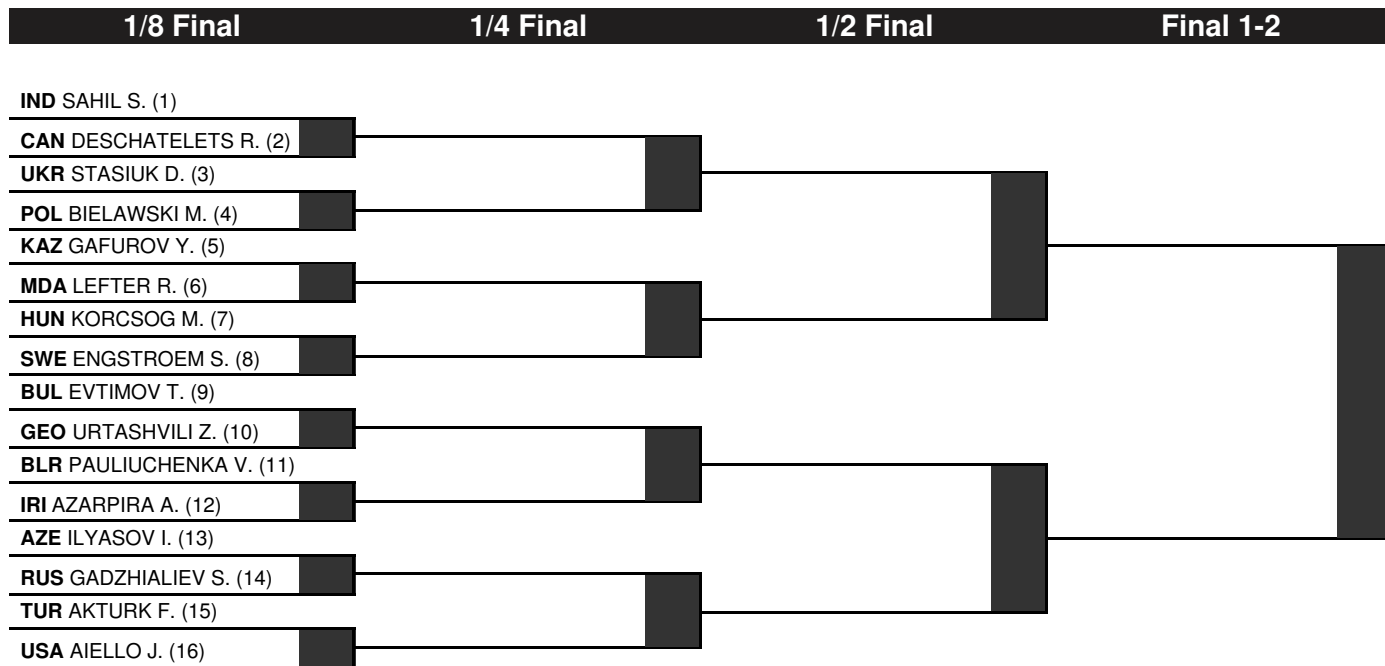 1/8 Final 1/4 Final 1/2 Final Final 1-2
IND SAHIL S. (1)
CAN DESCHATELETS R. (2)
UKR STASIUK D. (3)
POL BIELAWSKI M. (4)
KAZ GAFUROV Y. (5)
MDA LEFTER R. (6)
HUN KORCSOG M. (7)
SWE ENGSTROEM S. (8)
BUL EVTIMOV T. (9)
GEO URTASHVILI Z. (10)
BLR PAULIUCHENKA V. (11)
IRI AZARPIRA A. (12)
AZE ILYASOV I. (13)
RUS GADZHIALIEV S. (14)
TUR AKTURK F. (15)
USA AIELLO J. (16)